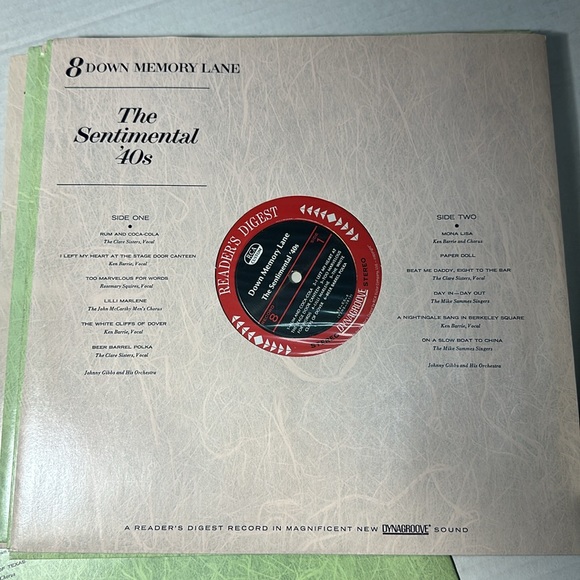 8 DOWN MEMORY LANE
The
Sentimental
'40s
SIDE ONE
RUM AND COCA-COLA
The Clare Sisters, Vocal
I LEFT MY HEART AT THE STAGE DOOR CANTEEN
Ken Barrie, Vocal
TOO MARVELOUS FOR WORDS
Rosemary Squires, Vocal
LILLI MARLENE
The John McCarthy Men's Chorus
THE WHITE CLIFFS OF DOVER
Ken Barrie, Vocal
BEER BARREL POLKA
The Clare Sisters, Vocal
Johnny Gibbs and His Orchestra
READER'S DIGEST
RCA
Down Memory Lane
The Sentimental '40s
8
1
STEREO DYNAGROOVE STEREO
SIDE TWO
MONA LISA
Ken Barrie and Chorus
PAPER DOLL
BEAT ME DADDY, EIGHT TO THE BAR
The Clare Sisters, Vocal
DAY IN—DAY OUT
The Mike Sammes Singers
A NIGHTINGALE SANG IN BERKELEY SQUARE
Ken Barrie, Vocal
ON A SLOW BOAT TO CHINA
The Mike Sammes Singers
Johnny Gibbs and His Orchestra
A READER'S DIGEST RECORD IN MAGNIFICENT NEW DYNAGROOVE® SOUND
OF TEXAS